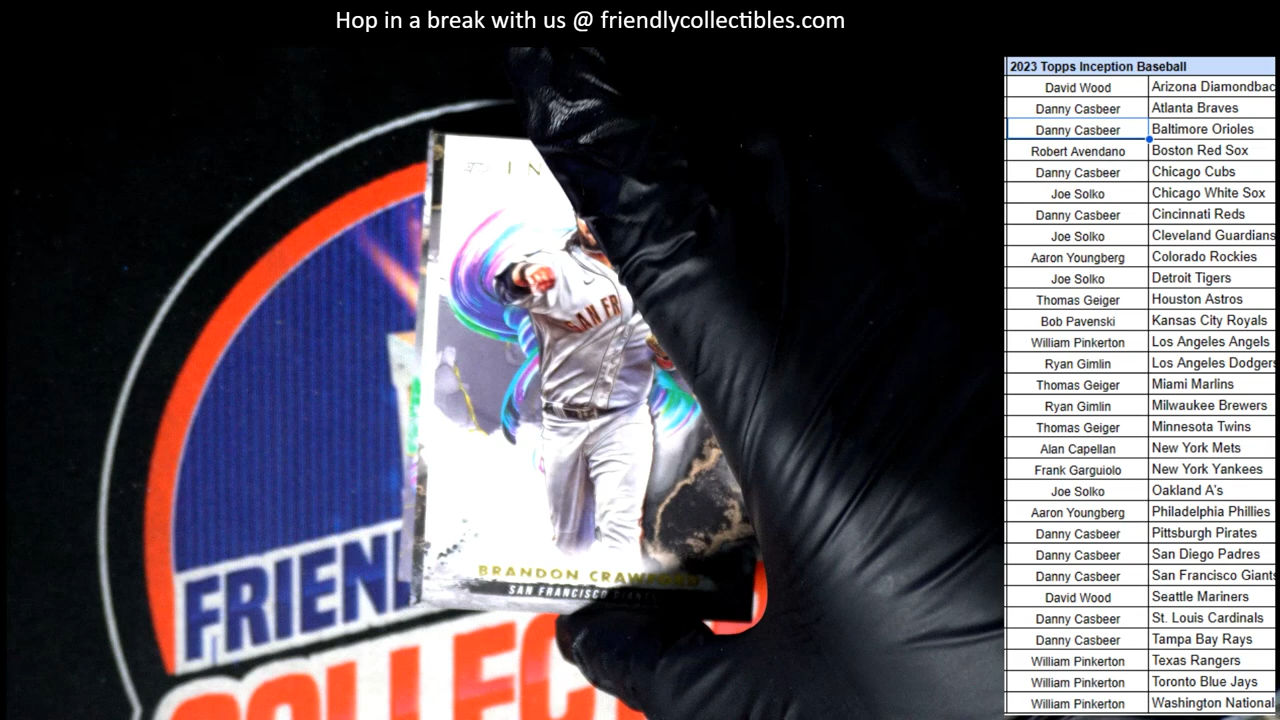 Hop in a break with us @ friendlycollectibles.com
2023 Topps Inception Baseball
David Wood Arizona Diamondbac
Danny Casbeer Atlanta Braves
Danny Casbeer Baltimore Orioles
Robert Avendano Boston Red Sox
Danny Casbeer Chicago Cubs
Joe Solko Chicago White Sox
Danny Casbeer Cincinnati Reds
Joe Solko Cleveland Guardians
Aaron Youngberg Colorado Rockies
Joe Solko Detroit Tigers
Thomas Geiger Houston Astros
Bob Pavenski Kansas City Royals
William Pinkerton Los Angeles Angels
Ryan Gimlin Los Angeles Dodgers
Thomas Geiger Miami Marlins
Ryan Gimlin Milwaukee Brewers
Thomas Geiger Minnesota Twins
Alan Capellan New York Mets
Frank Garguiolo New York Yankees
Joe Solko Oakland A's
Aaron Youngberg Philadelphia Phillies
Danny Casbeer Pittsburgh Pirates
Danny Casbeer San Diego Padres
Danny Casbeer San Francisco Giants
David Wood Seattle Mariners
Danny Casbeer St. Louis Cardinals
Danny Casbeer Tampa Bay Rays
William Pinkerton Texas Rangers
William Pinkerton Toronto Blue Jays
William Pinkerton Washington National
IN
SAN FR
BRANDON CRAWFORD
SAN FRANCISCO GIANTS
FRIEN
COLLEC